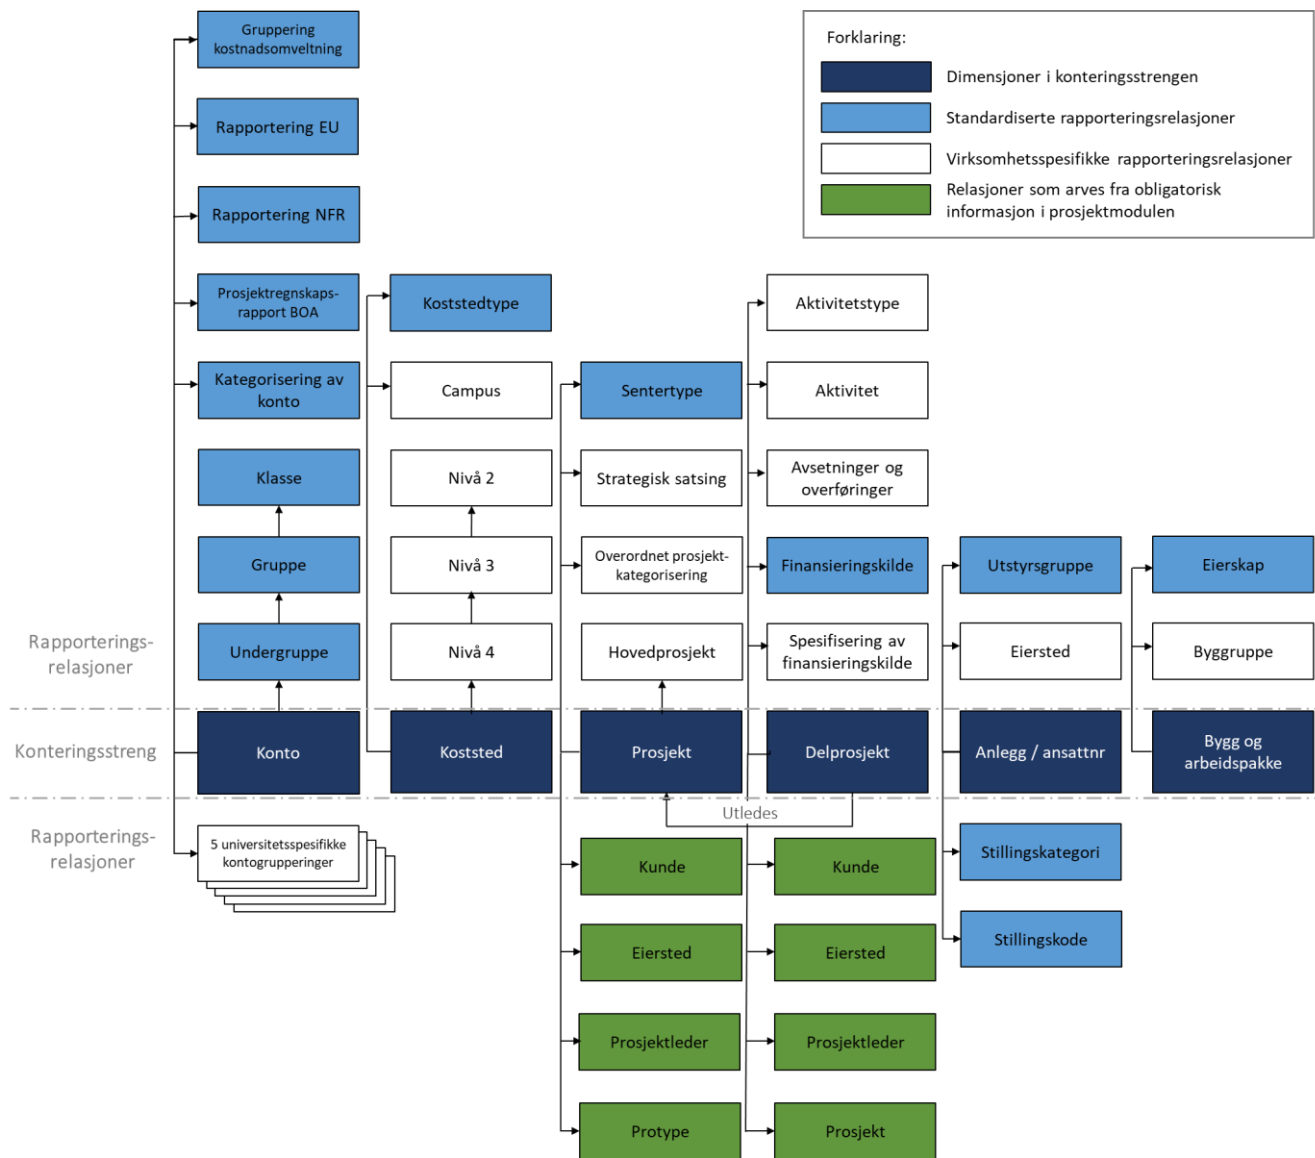 Gruppering
kostnadsomveltning
Rapportering EU
Rapportering NFR
Prosjektregnskaps-
rapport BOA
Kategorisering av
konto
Klasse
Gruppe
Undergruppe
Koststedtype
Campus
Nivå 2
Nivå 3
Nivå 4
Sentertype
Strategisk satsing
Overordnet prosjekt-
kategorisering
Hovedprosjekt
Aktivitetstype
Aktivitet
Avsetninger og
overføringer
Finansieringskilde
Spesifisering av
finansieringskilde
Utstyrsgruppe
Eiersted
Eierskap
Byggruppe
Forklaring:
Dimensjoner i konteringsstrengen
Standardiserte rapporteringsrelasjoner
Virksomhetsspesifikke rapporteringsrelasjoner
Relasjoner som arves fra obligatorisk
informasjon i prosjektmodulen
Rapporterings-
relasjoner
Konteringsstreng
Konto
Koststed
Prosjekt
Delprosjekt
Anlegg / ansattnr
Bygg og
arbeidspakke
Utledes
Rapporterings-
relasjoner
5 universitetsspesifikke
kontogrupperinger
Kunde
Eiersted
Prosjektleder
Protype
Kunde
Eiersted
Prosjektleder
Prosjekt
Stillingskategori
Stillingskode